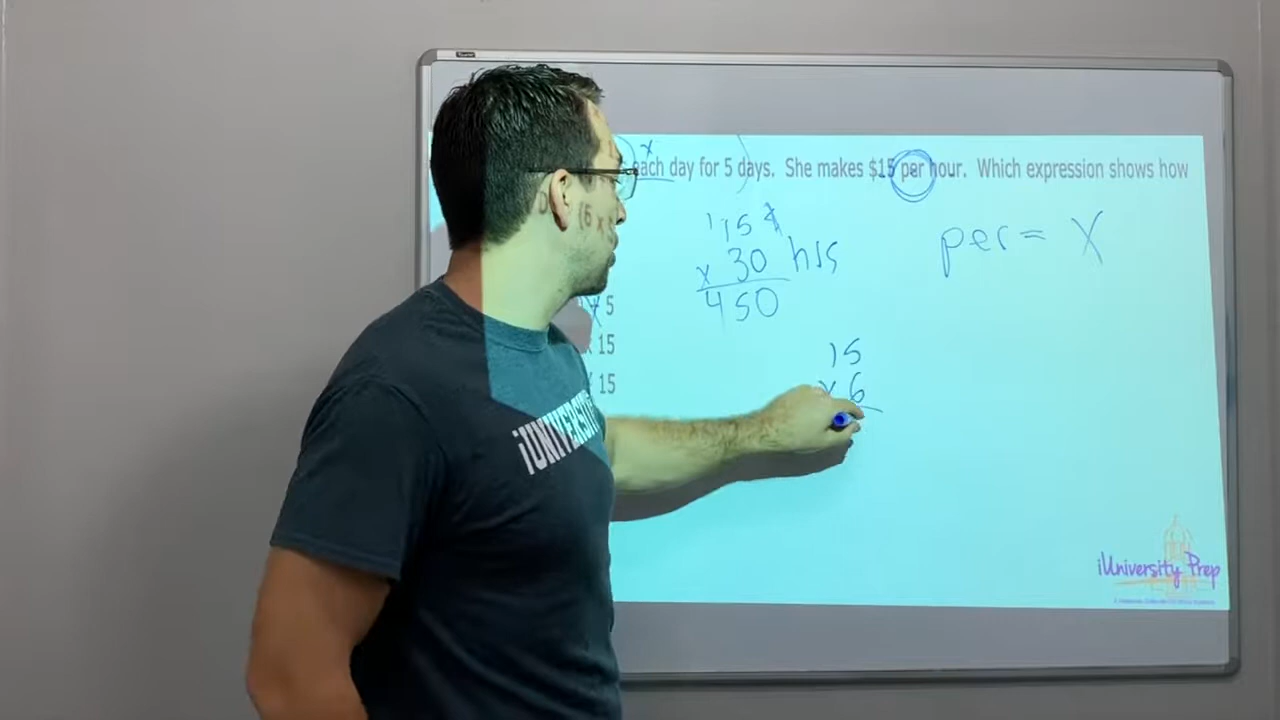 x
each day for 5 days. She makes $15 per hour. Which expression shows how
(6 x
15
x 30 hrs
450
per = x
5
15
15
15
x 6
iUNIVERSITY
iUniversity Prep